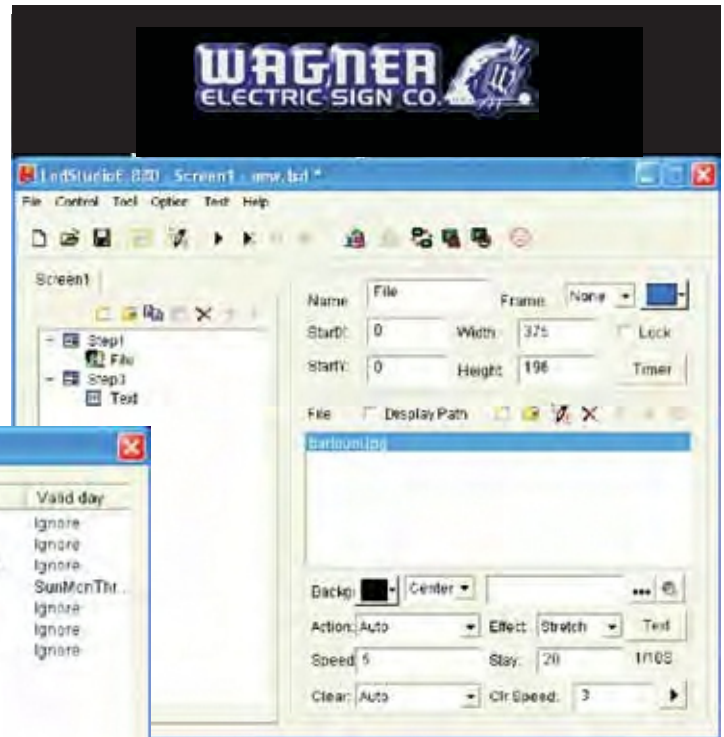 WAGNER
ELECTRIC SIGN CO.
Screen1
File Control Tool Option Test Help
Screen1
Step1
File
Step3
Text
Name File Frame: None
StartX: 0 Width 375 Lock
StartY: 0 Height 196 Timer
File Display Path
Backg Center ...
Action: Auto Effect Stretch Text
Speed 5 Stay: 20 1/10S
Clear: Auto Clr Speed: 3
Valid day
Ignore
Ignore
Ignore
SunMonThr...
Ignore
Ignore
Ignore